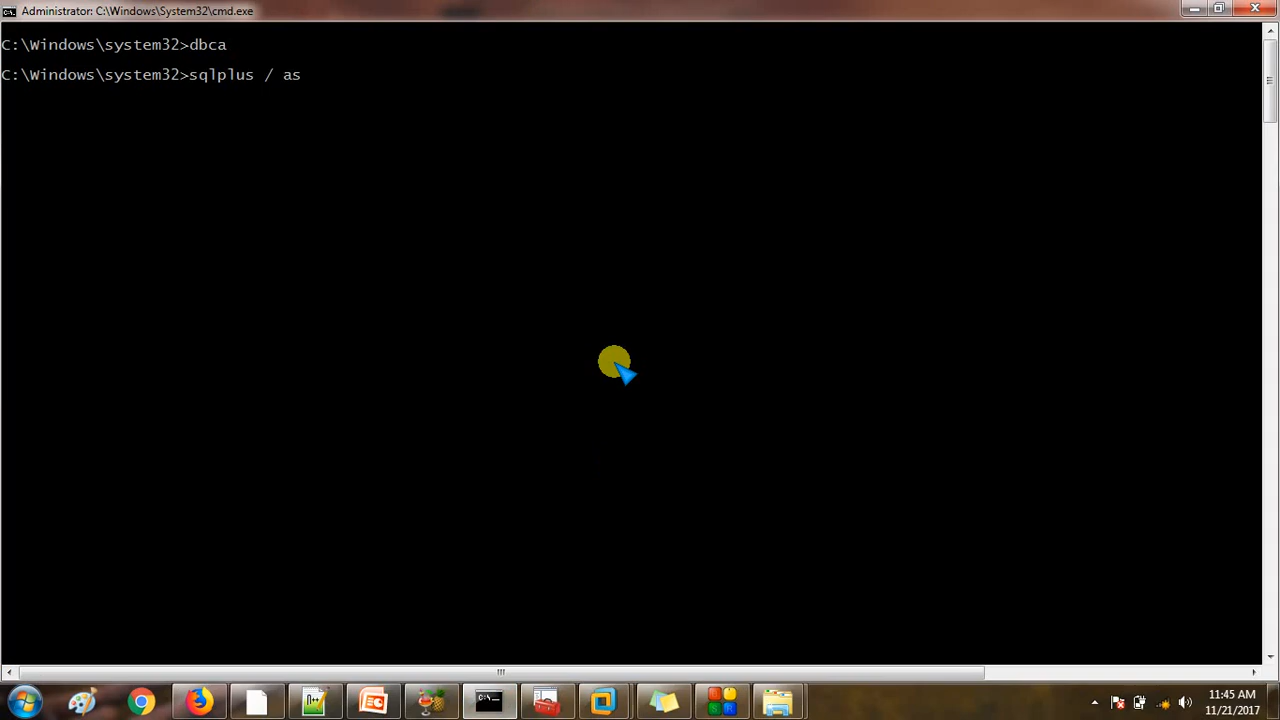 Administrator: C:\Windows\System32\cmd.exe
C:\Windows\system32>dbca
C:\Windows\system32>sqlplus / as
C:\
11:45 AM
11/21/2017